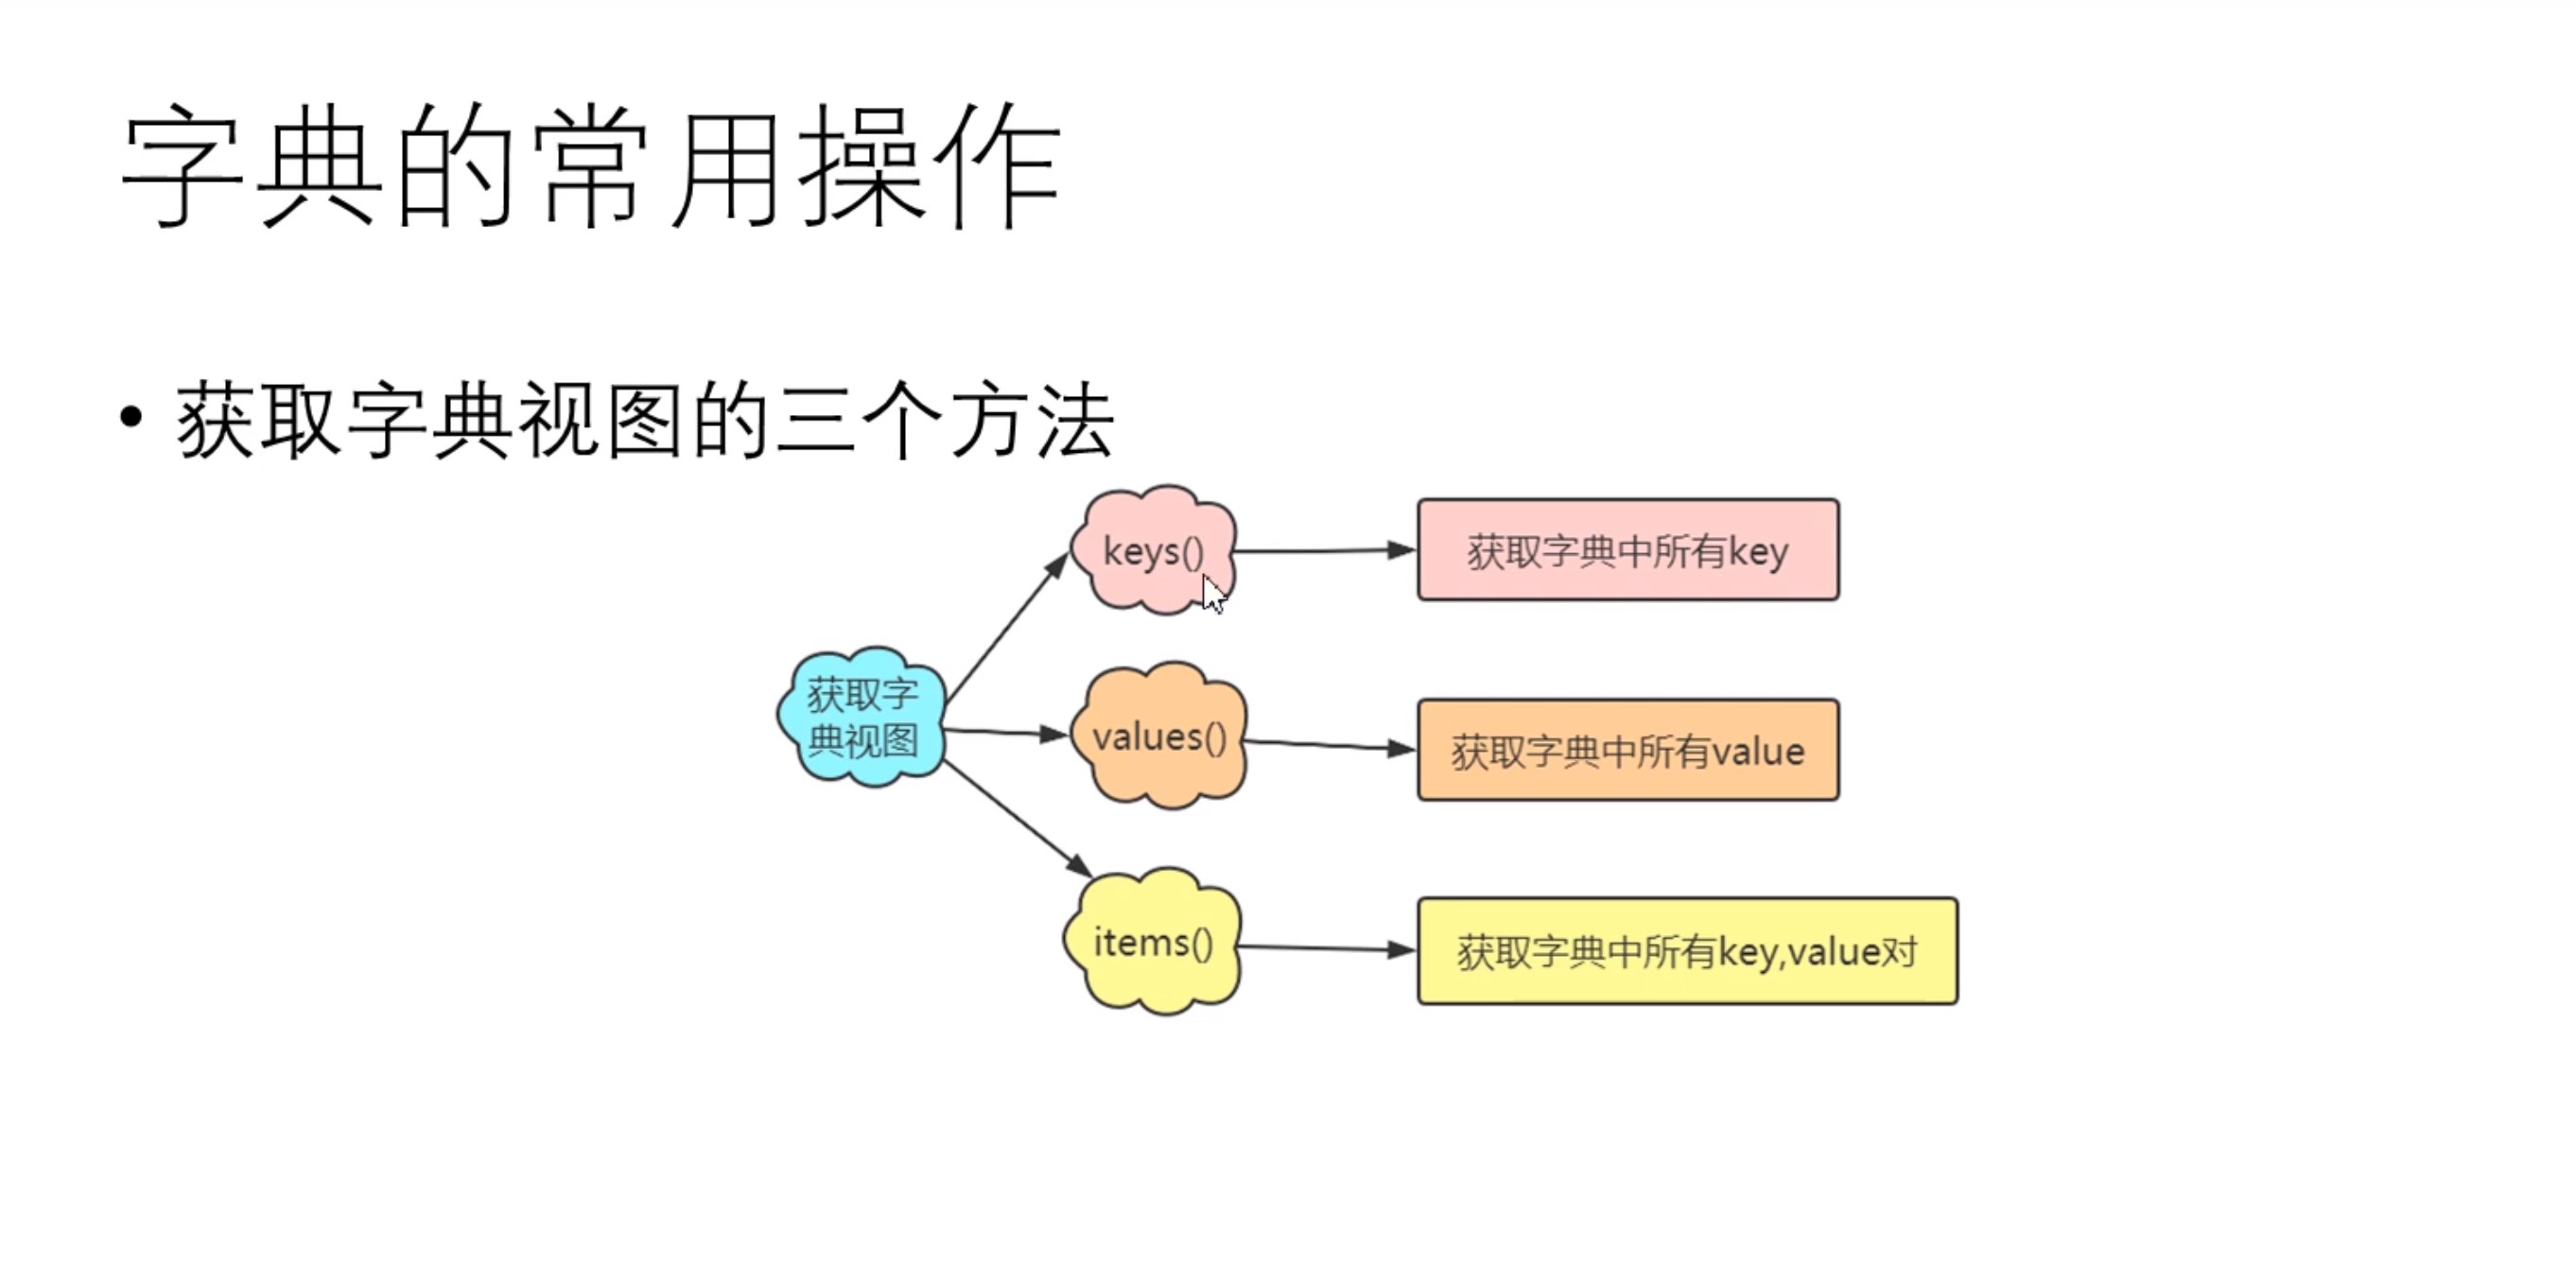 字典的常用操作
• 获取字典视图的三个方法
keys()
获取字典中所有key
获取字
典视图
values()
获取字典中所有value
items()
获取字典中所有key,value对